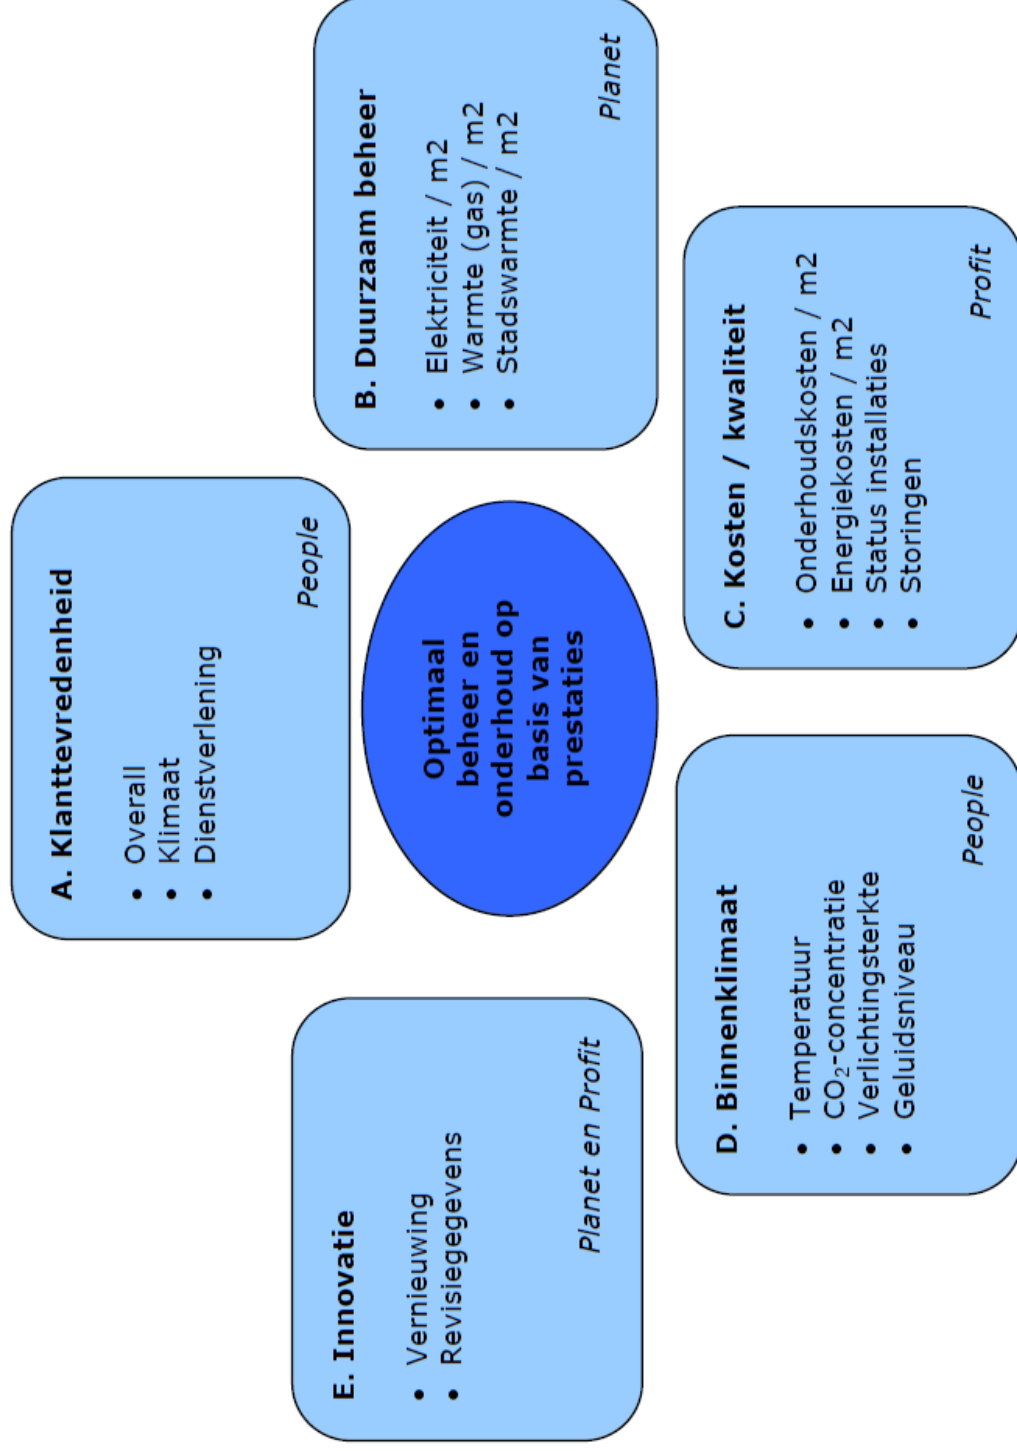 A. Klanttevredenheid
• Overall
• Klimaat
• Dienstverlening
People
B. Duurzaam beheer
• Elektriciteit / m2
• Warmte (gas) / m2
• Stadswarmte / m2
Planet
C. Kosten / kwaliteit
• Onderhoudskosten / m2
• Energiekosten / m2
• Status installaties
• Storingen
Profit
D. Binnenklimaat
• Temperatuur
• CO₂-concentratie
• Verlichtingsterkte
• Geluidsniveau
People
E. Innovatie
• Vernieuwing
• Revisiegegevens
Planet en Profit
Optimaal
beheer en
onderhoud op
basis van
prestaties